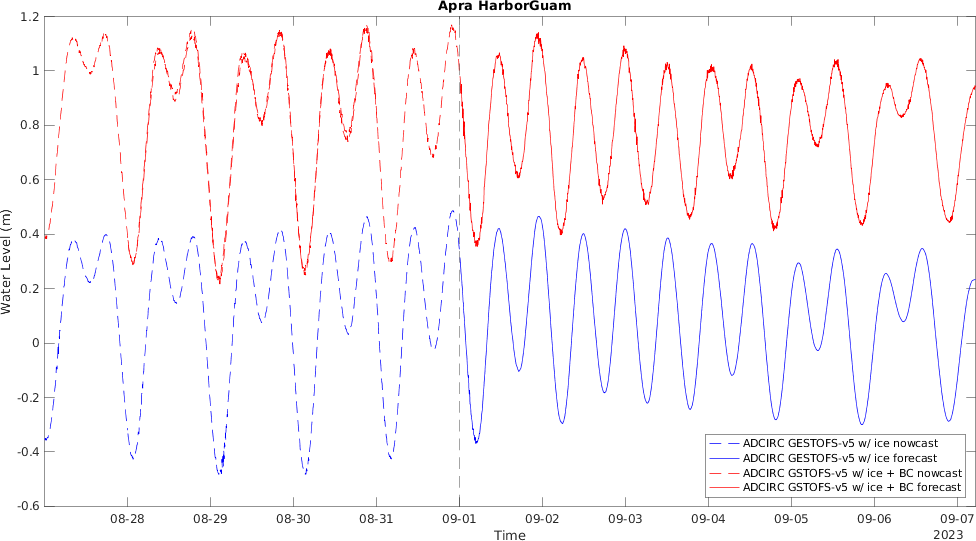 Apra HarborGuam
1.2
1
0.8
0.6
0.4
0.2
0
-0.2
-0.4
-0.6
Water Level (m)
08-28 08-29 08-30 08-31 09-01 09-02 09-03 09-04 09-05 09-06 09-07
Time
2023
ADCIRC GESTOFS-v5 w/ ice nowcast
ADCIRC GESTOFS-v5 w/ ice forecast
ADCIRC GSTOFS-v5 w/ ice + BC nowcast
ADCIRC GSTOFS-v5 w/ ice + BC forecast